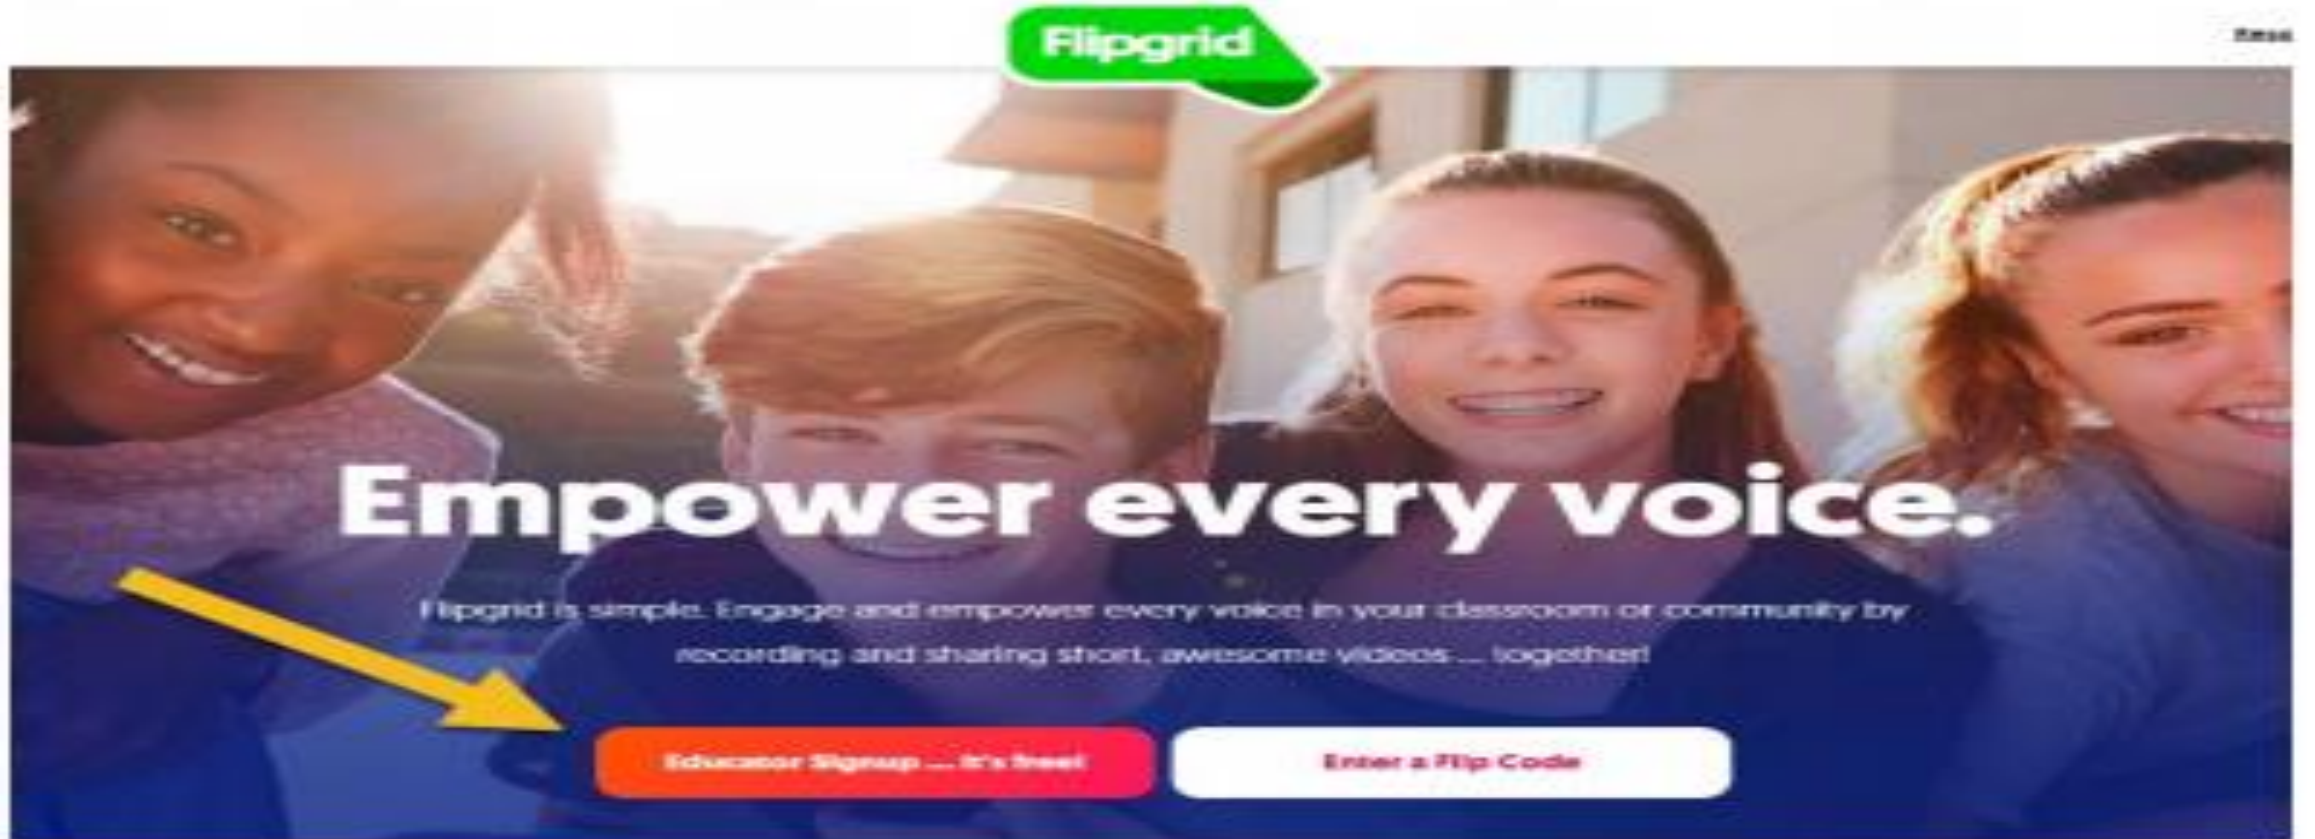 Flipgrid
Empower every voice.
Flipgrid is simple. Engage and empower every voice in your classroom or community by
recording and sharing short, awesome videos ... together!
Educator Signup ... it's free!
Enter a Flip Code